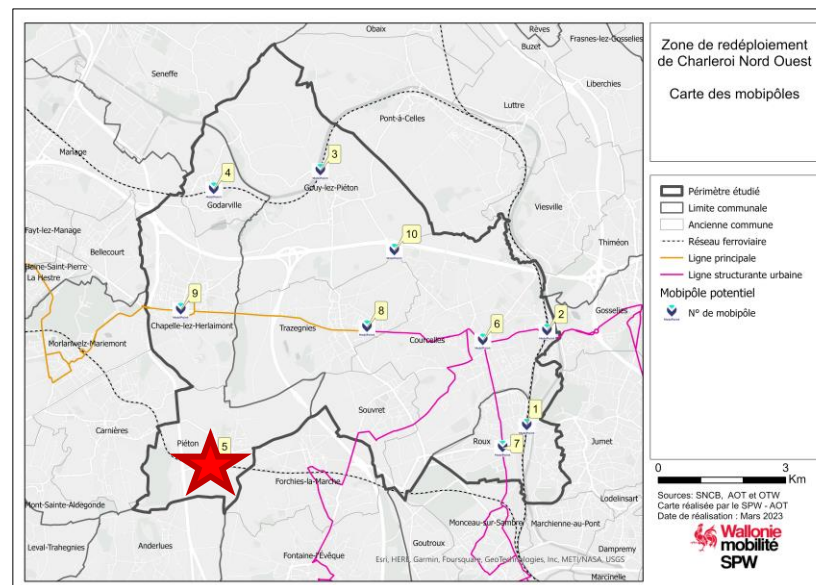 Obaix
Rèves
Frasnes-lez-Gosselies
Buzet
Seneffe
Liberchies
Luttre
Pont-à-Celles
Manage
3
4
Gouy-lez-Piéton
Godarville
Viesville
Fayt-lez-Manage
10
Thiméon
Bellecourt
La Hestre
9
Gosselies
8
2
Chapelle-lez-Herlaimont
6
Trazegnies
Courcelles
Morlanwelz-Mariemont
Souvret
1
Carnières
Piéton
5
Roux
7
Jumet
Forchies-la-Marche
Mont-Sainte-Aldegonde
Lodelinsart
Monceau-sur-Sambre
Marchienne-au-Pont
Leval-Trahegnies
Anderlues
Goutroux
Dampremy
Fontaine-l'Évêque
Esri, HERE, Garmin, Foursquare, GeoTechnologies, Inc, METI/NASA, USGS
Marcinelle
Zone de redéploiement
de Charleroi Nord Ouest
Carte des mobipôles
Périmètre étudié
Limite communale
Ancienne commune
Réseau ferroviaire
Ligne principale
Ligne structurante urbaine
Mobipôle potentiel
N° de mobipôle
0 3
Km
Sources: SNCB, AOT et OTW
Carte réalisée par le SPW - AOT
Date de réalisation : Mars 2023
Wallonie
mobilité
SPW